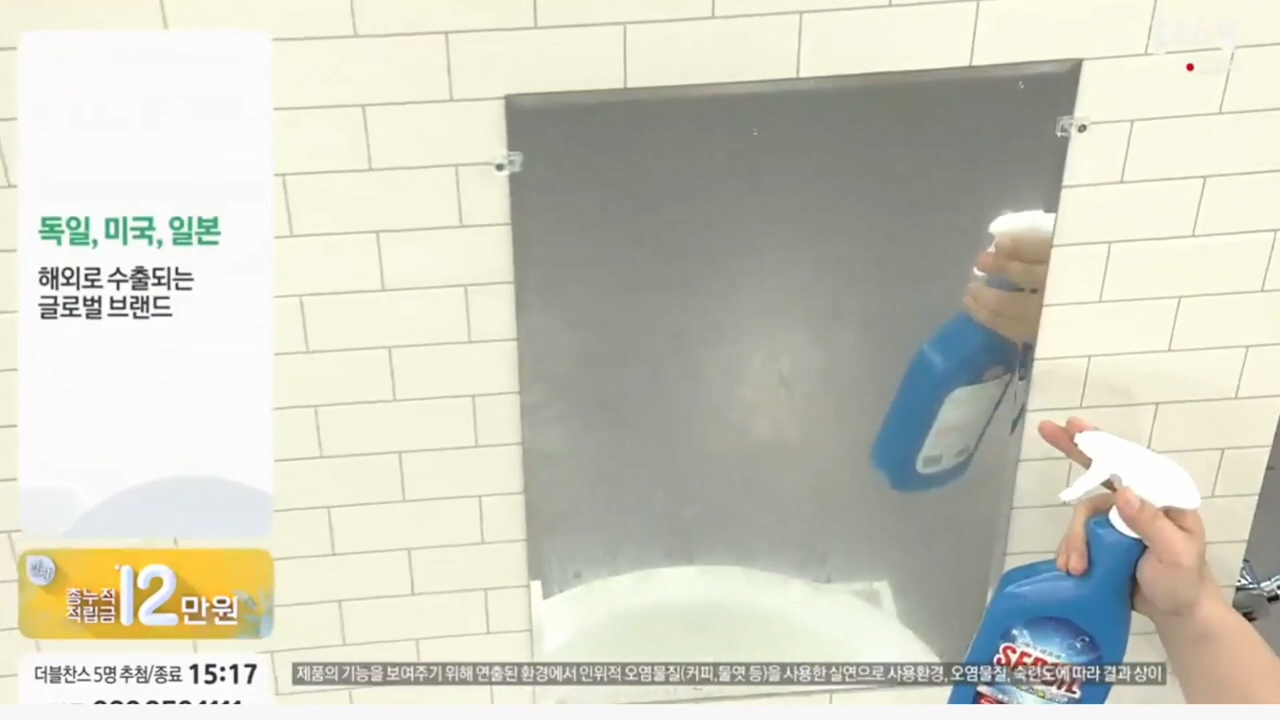 독일, 미국, 일본
해외로 수출되는
글로벌 브랜드
총누적
적립금
12만원
더블찬스 5명 추첨/종료 15:17
제품의 기능을 보여주기 위해 연출된 환경에서 인위적 오염물질(커피,물엿 등)을 사용한 실연으로 사용환경, 오염물질, 숙련도에 따라 결과 상이